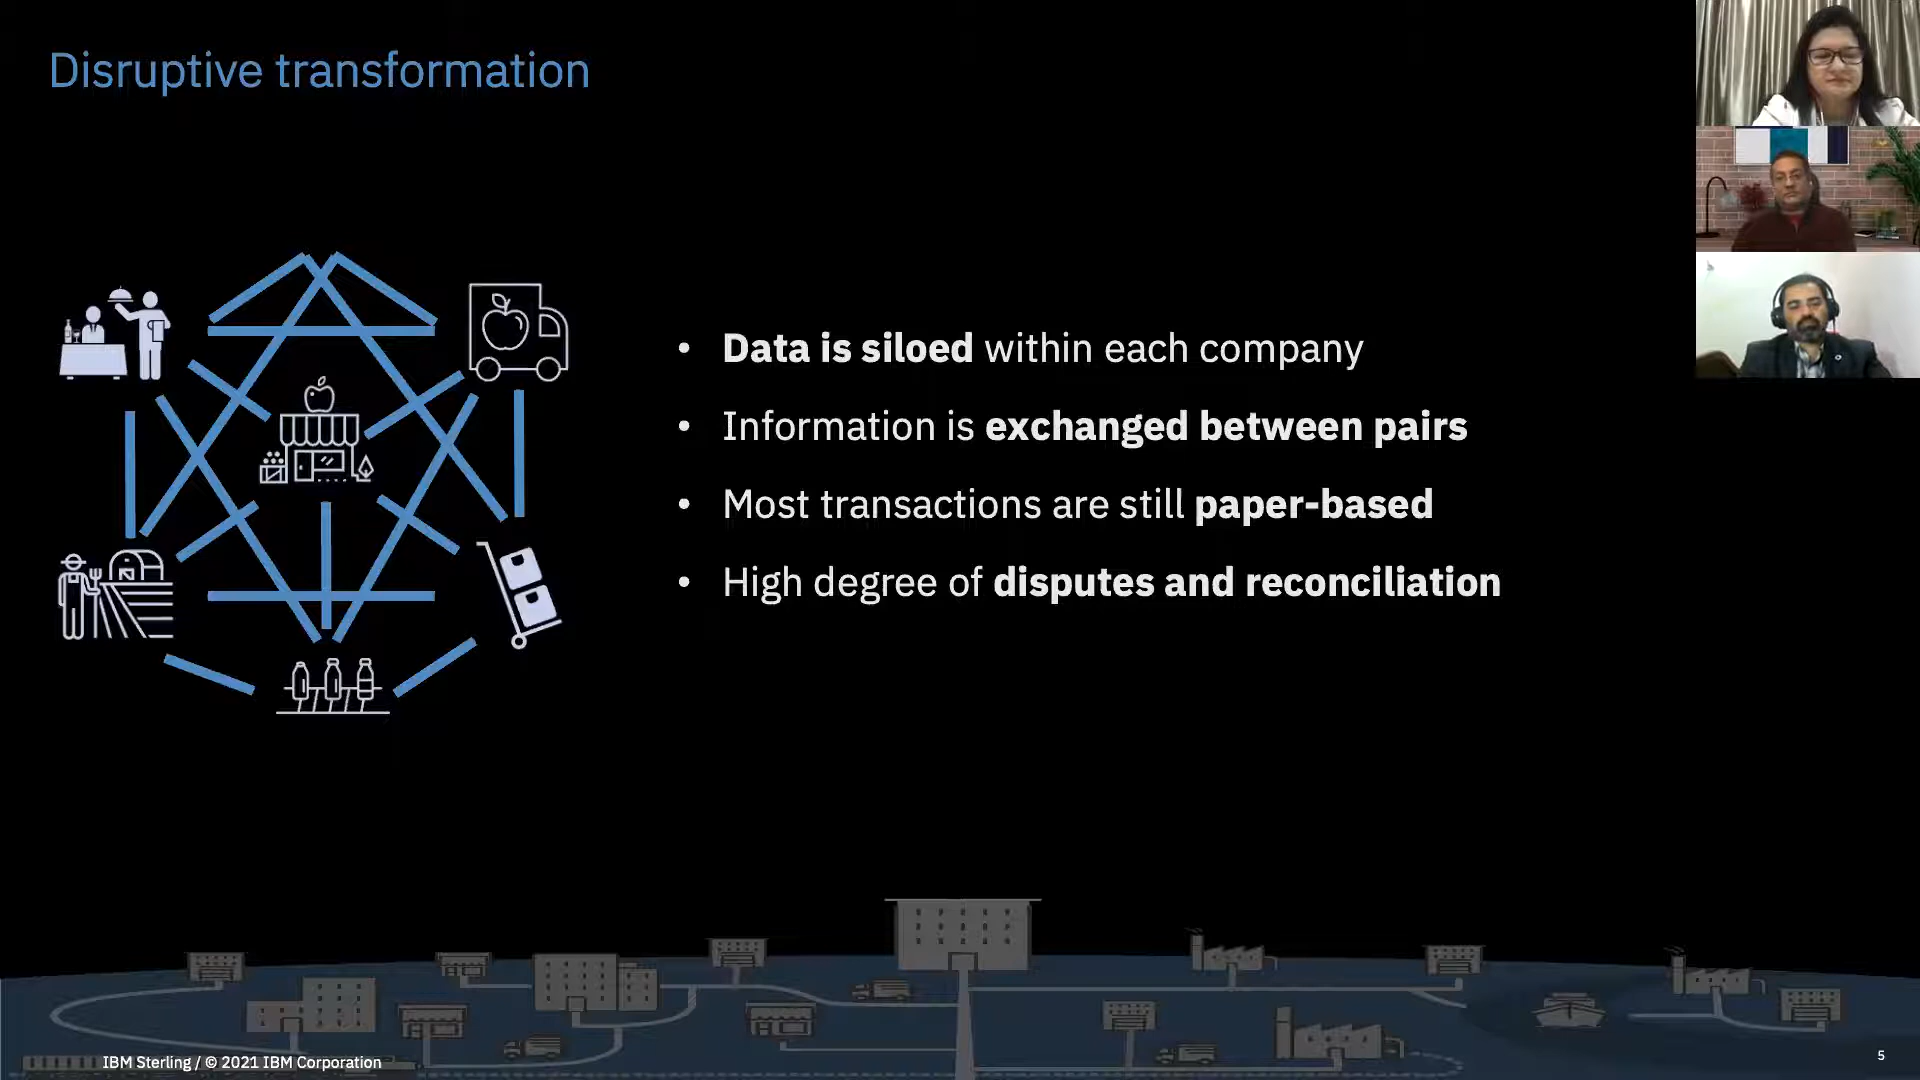 Disruptive transformation
• Data is siloed within each company
• Information is exchanged between pairs
• Most transactions are still paper-based
• High degree of disputes and reconciliation
IBM Sterling / © 2021 IBM Corporation
5